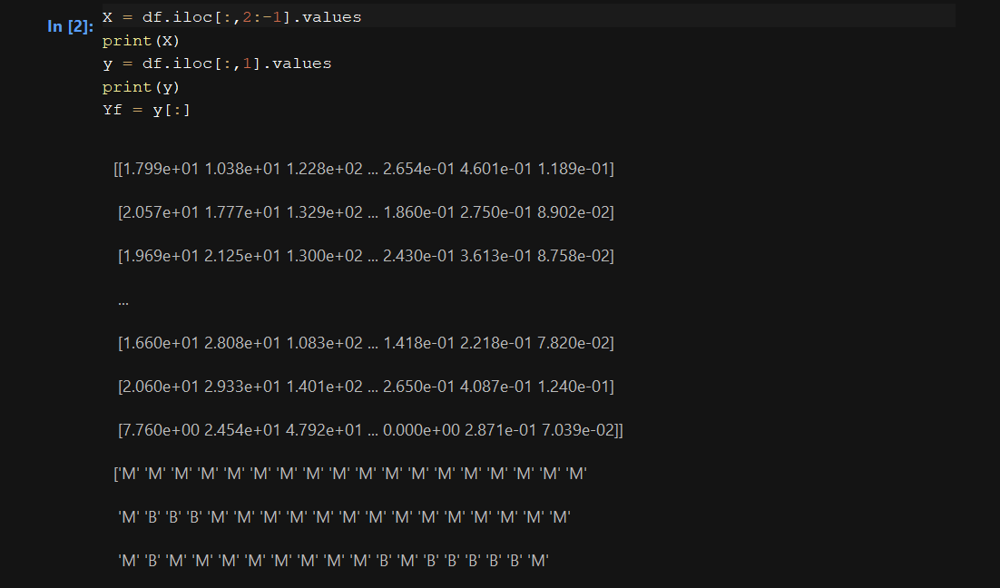 In [2]:
X = df.iloc[:,2:-1].values
print(X)
y = df.iloc[:,1].values
print(y)
Yf = y[:]
[[1.799e+01 1.038e+01 1.228e+02 ... 2.654e-01 4.601e-01 1.189e-01]
[2.057e+01 1.777e+01 1.329e+02 ... 1.860e-01 2.750e-01 8.902e-02]
[1.969e+01 2.125e+01 1.300e+02 ... 2.430e-01 3.613e-01 8.758e-02]
...
[1.660e+01 2.808e+01 1.083e+02 ... 1.418e-01 2.218e-01 7.820e-02]
[2.060e+01 2.933e+01 1.401e+02 ... 2.650e-01 4.087e-01 1.240e-01]
[7.760e+00 2.454e+01 4.792e+01 ... 0.000e+00 2.871e-01 7.039e-02]]
['M' 'M' 'M' 'M' 'M' 'M' 'M' 'M' 'M' 'M' 'M' 'M' 'M' 'M' 'M' 'M' 'M' 'M'
'M' 'B' 'B' 'B' 'M' 'M' 'M' 'M' 'M' 'M' 'M' 'M' 'M' 'M' 'M' 'M' 'M'
'M' 'B' 'M' 'M' 'M' 'M' 'M' 'M' 'M' 'M' 'B' 'M' 'B' 'B' 'B' 'B' 'B' 'M'